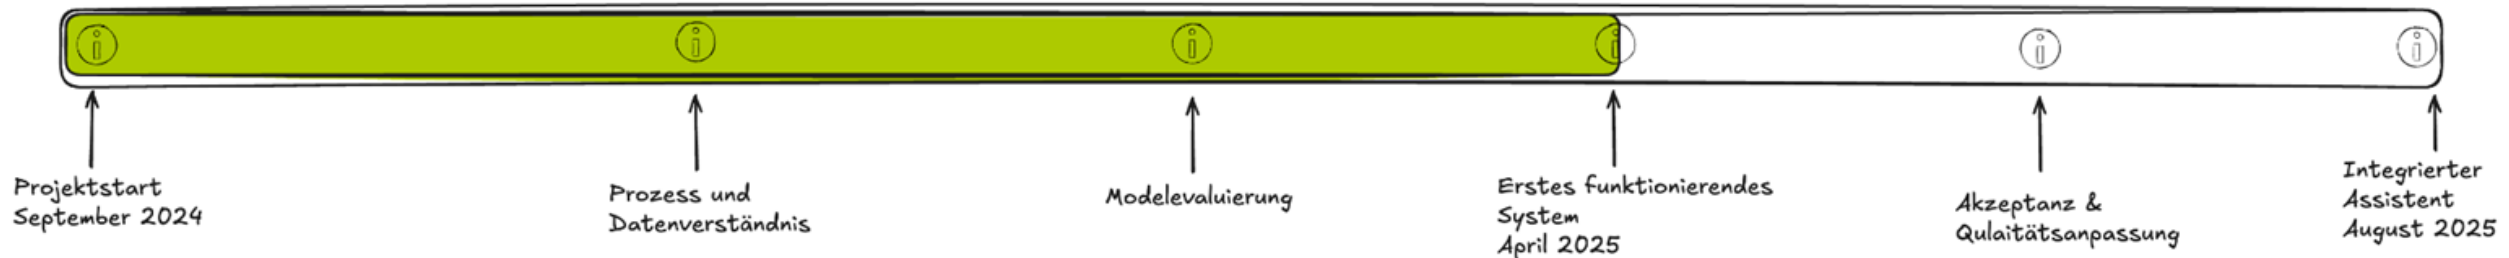 Projektstart
September 2024
Prozess und
Datenverständnis
Modelevaluierung
Erstes funktionierendes
System
April 2025
Akzeptanz &
Qulaitätsanpassung
Integrierter
Assistent
August 2025